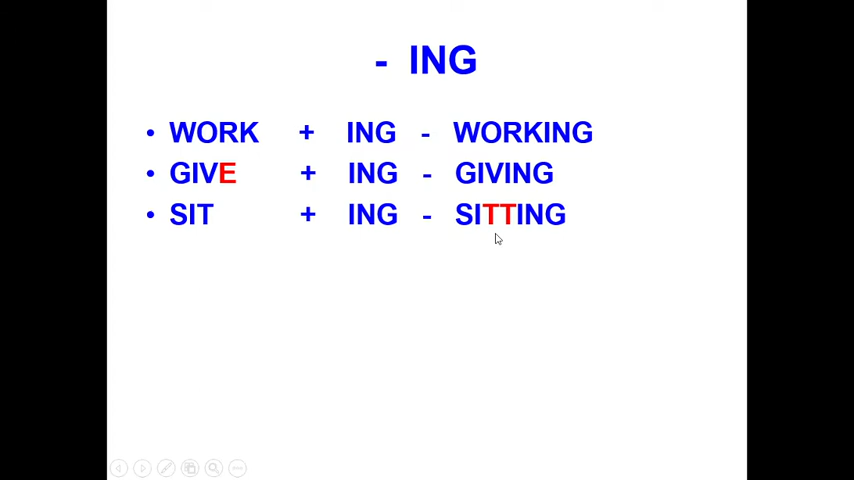 - ING
• WORK + ING - WORKING
• GIVE + ING - GIVING
• SIT + ING - SITTING